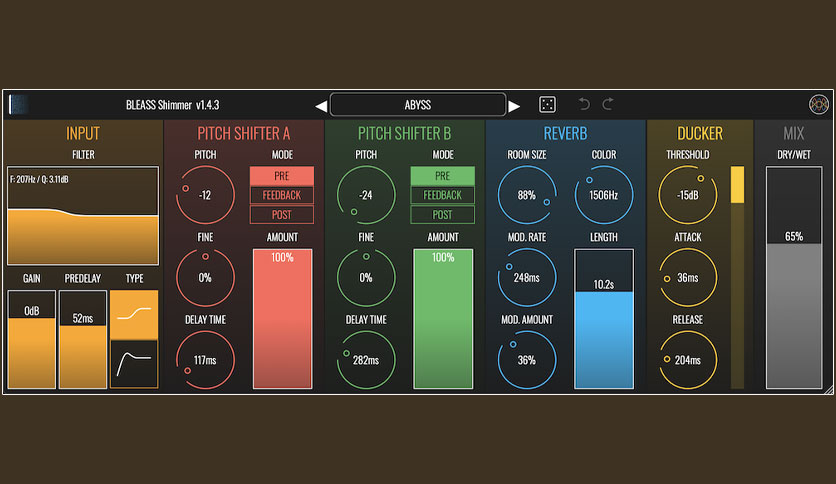 BLEASS Shimmer v1.4.3
ABYSS
INPUT
FILTER
F: 207Hz / Q: 3.11dB
GAIN
PREDELAY
TYPE
0dB
52ms
PITCH SHIFTER A
PITCH
MODE
-12
PRE
FEEDBACK
POST
FINE
AMOUNT
0%
100%
DELAY TIME
117ms
PITCH SHIFTER B
PITCH
MODE
-24
PRE
FEEDBACK
POST
FINE
AMOUNT
0%
100%
DELAY TIME
282ms
REVERB
ROOM SIZE
COLOR
88%
1506Hz
MOD. RATE
LENGTH
248ms
10.2s
MOD. AMOUNT
36%
DUCKER
THRESHOLD
-15dB
ATTACK
36ms
RELEASE
204ms
MIX
DRY/WET
65%